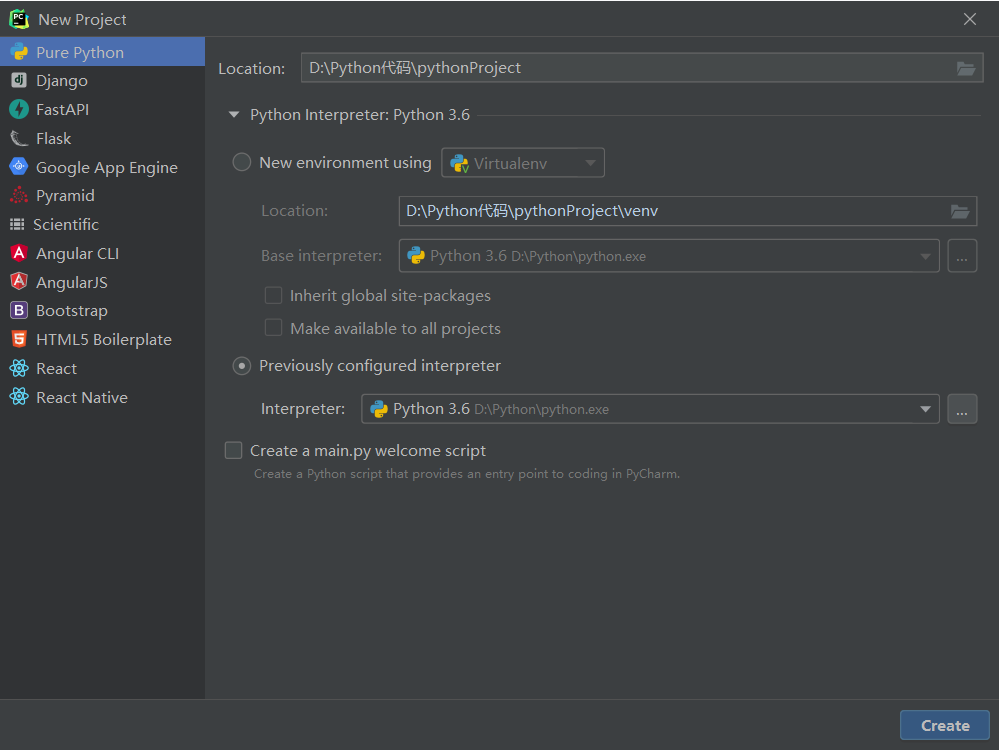 New Project
Pure Python
Django
FastAPI
Flask
Google App Engine
Pyramid
Scientific
Angular CLI
AngularJS
Bootstrap
HTML5 Boilerplate
React
React Native
Location: D:\Python代码\pythonProject
Python Interpreter: Python 3.6
New environment using Virtualenv
Location: D:\Python代码\pythonProject\venv
Base interpreter: Python 3.6 D:\Python\python.exe ...
Inherit global site-packages
Make available to all projects
Previously configured interpreter
Interpreter: Python 3.6 D:\Python\python.exe ...
Create a main.py welcome script
Create a Python script that provides an entry point to coding in PyCharm.
Create